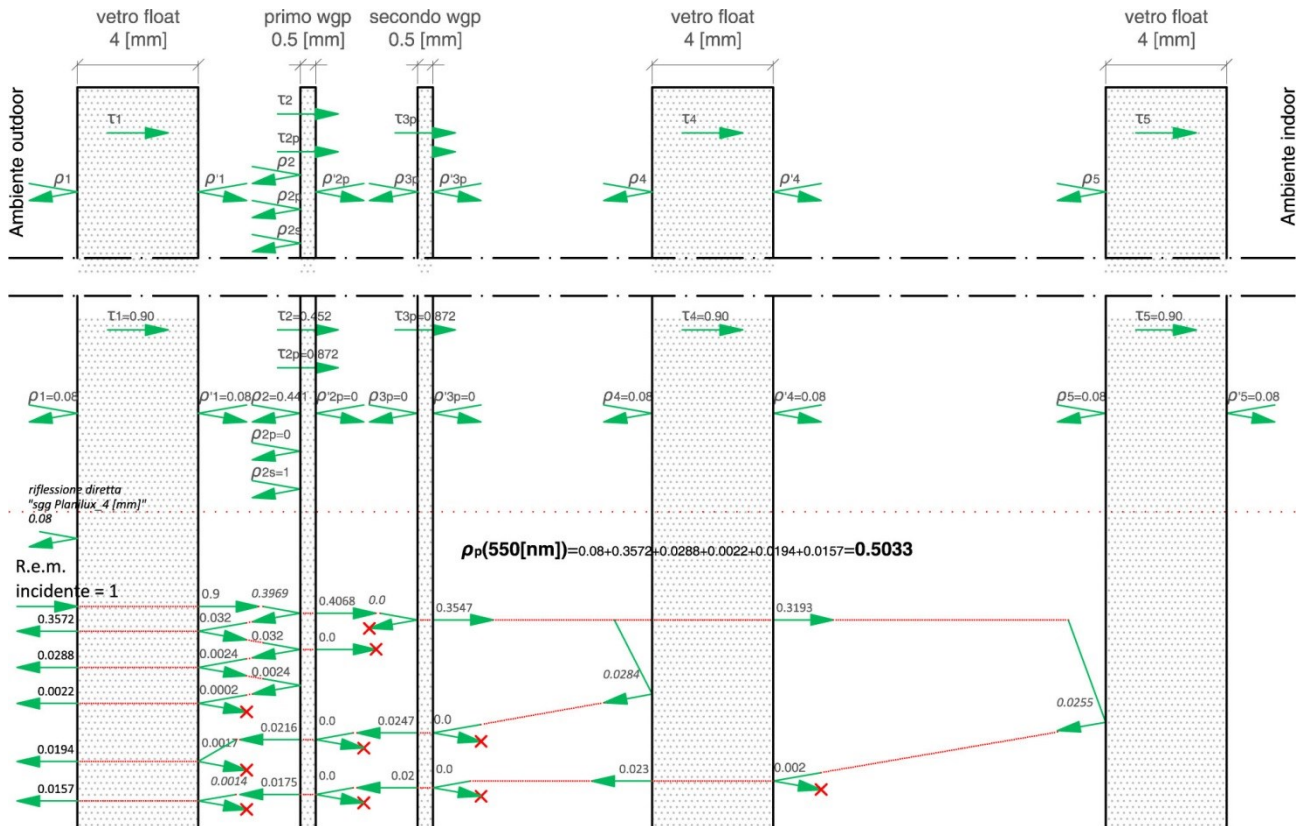 vetro float
4 [mm]
primo wgp
0.5 [mm]
secondo wgp
0.5 [mm]
vetro float
4 [mm]
vetro float
4 [mm]
Ambiente outdoor
Ambiente indoor
τ1
τ2
τ2p
τ3p
τ4
τ5
ρ1
ρ'1
ρ2
ρ2p
ρ2s
ρ'2p
ρ3p
ρ'3p
ρ4
ρ'4
ρ5
τ1=0.90
τ2=0.452
τ2p=0.872
τ3p=0.872
τ4=0.90
τ5=0.90
ρ1=0.08
ρ'1=0.08
ρ2=0.441
ρ'2p=0
ρ3p=0
ρ'3p=0
ρ4=0.08
ρ'4=0.08
ρ5=0.08
ρ'5=0.08
ρ2p=0
ρ2s=1
riflessione diretta
"sgg Planilux_4 [mm]"
0.08
ρp(550[nm])=0.08+0.3572+0.0288+0.0022+0.0194+0.0157=0.5033
R.e.m.
incidente = 1
0.9
0.3969
0.4068
0.0
0.3547
0.3193
0.3572
0.032
0.032
0.0
0.0288
0.0024
0.0024
0.0022
0.0002
0.0284
0.0255
0.0216
0.0
0.0247
0.0
0.0194
0.0017
0.0014
0.0175
0.0
0.02
0.0
0.023
0.002
0.0157